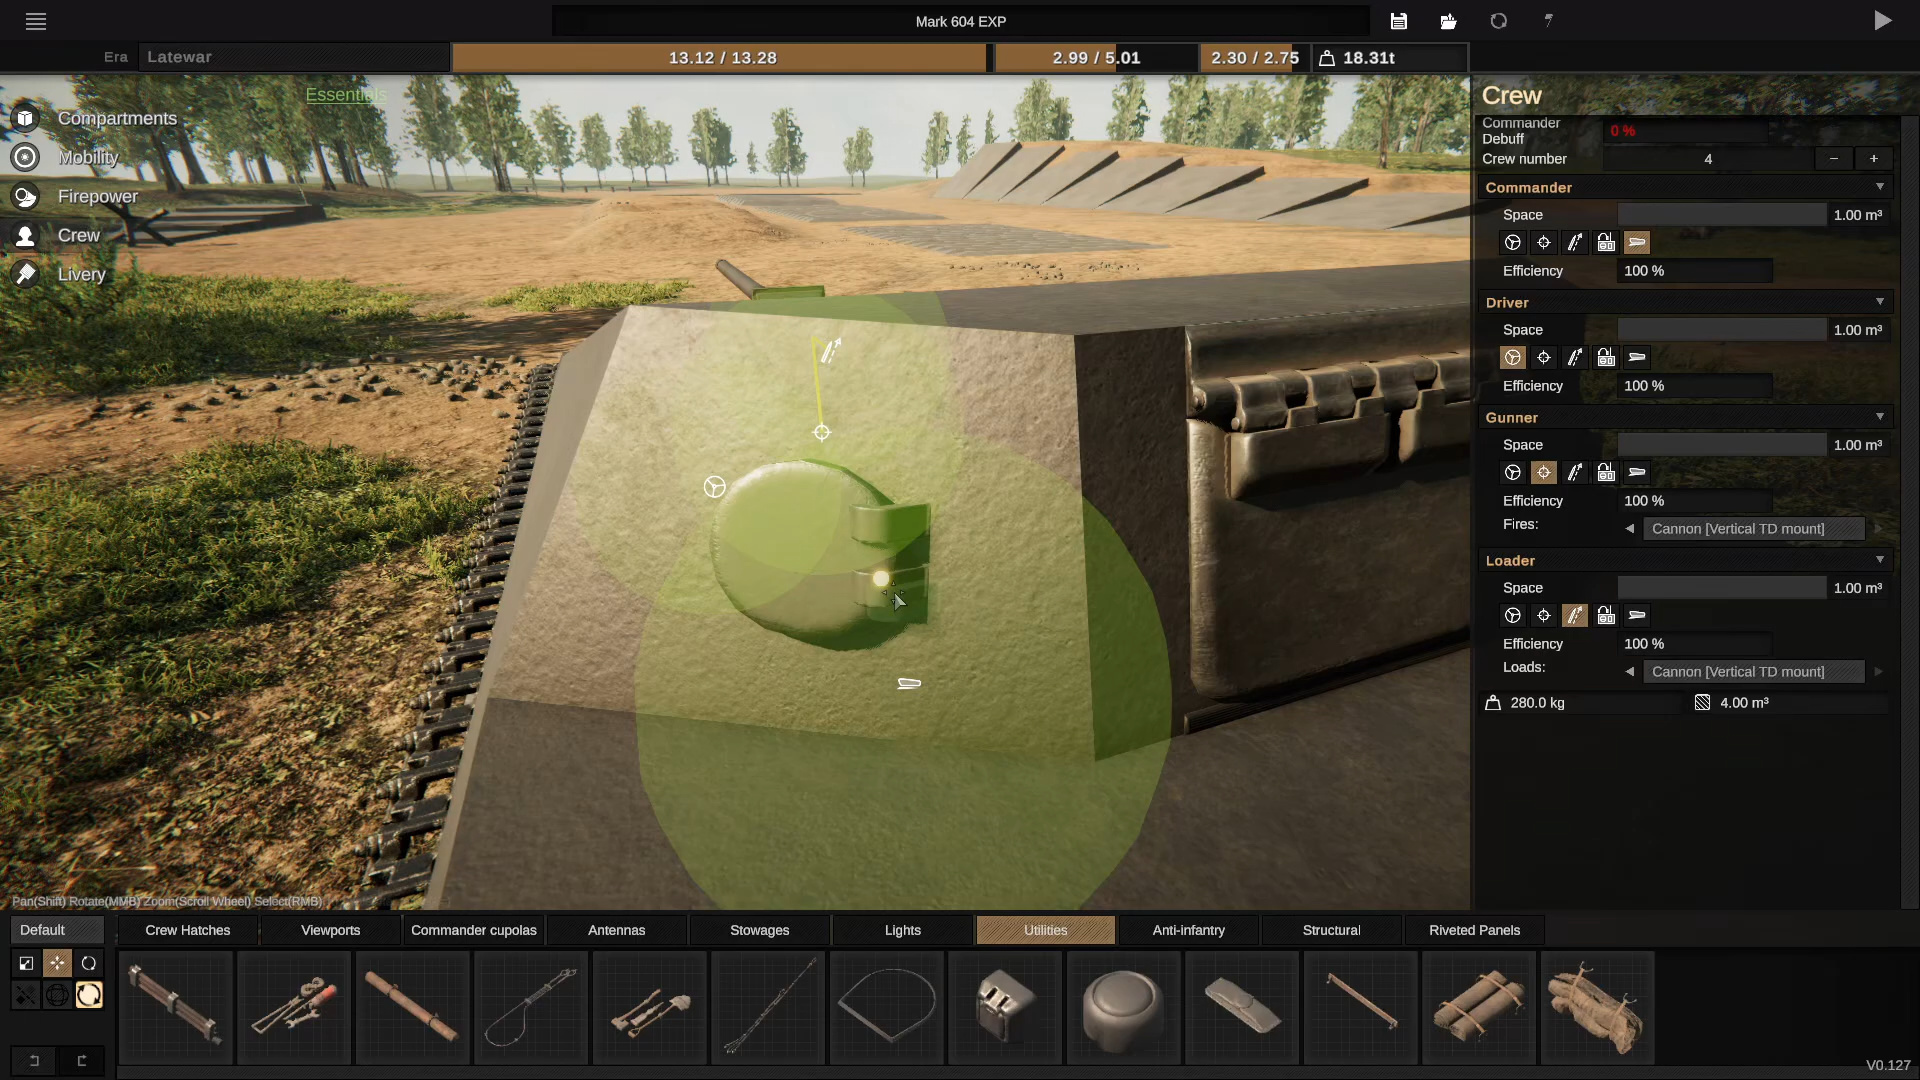 Mark 604 EXP
Era
Latewar
13.12 / 13.28
2.99 / 5.01
2.30 / 2.75
18.31t
Essentials
Compartments
Mobility
Firepower
Crew
Livery
Crew
Commander Debuff
0 %
Crew number
4
−
+
Commander
Space
1.00 m³
Efficiency
100 %
Driver
Space
1.00 m³
Efficiency
100 %
Gunner
Space
1.00 m³
Efficiency
100 %
Fires:
Cannon [Vertical TD mount]
Loader
Space
1.00 m³
Efficiency
100 %
Loads:
Cannon [Vertical TD mount]
280.0 kg
4.00 m³
Pan(Shift) Rotate(MMB) Zoom(Scroll Wheel) Select(RMB)
Default
Crew Hatches
Viewports
Commander cupolas
Antennas
Stowages
Lights
Utilities
Anti-infantry
Structural
Riveted Panels
V0.127